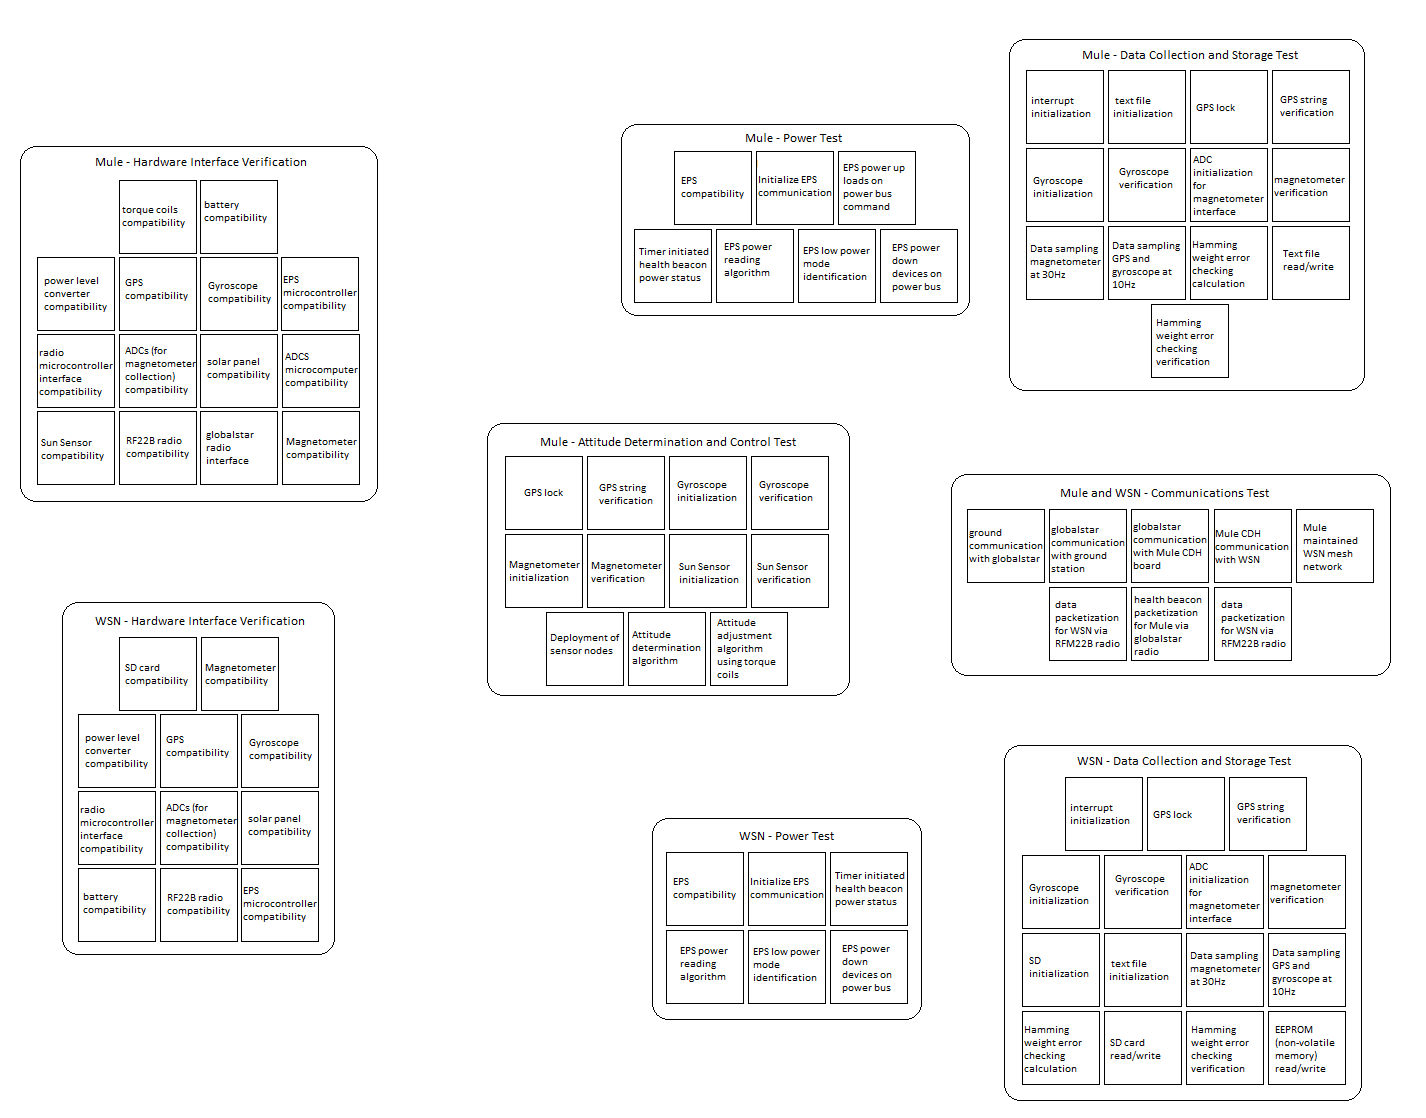 Mule - Hardware Interface Verification
torque coils
compatibility
battery
compatibility
power level
converter
compatibility
GPS
compatibility
Gyroscope
compatibility
EPS
microcontroller
compatibility
radio
microcontroller
interface
compatibility
ADCs (for
magnetometer
collection)
compatibility
solar panel
compatibility
ADCS
microcomputer
compatibility
Sun Sensor
compatibility
RF22B radio
compatibility
globalstar
radio
interface
Magnetometer
compatibility
WSN - Hardware Interface Verification
SD card
compatibility
Magnetometer
compatibility
power level
converter
compatibility
GPS
compatibility
Gyroscope
compatibility
radio
microcontroller
interface
compatibility
ADCs (for
magnetometer
collection)
compatibility
solar panel
compatibility
battery
compatibility
RF22B radio
compatibility
EPS
microcontroller
compatibility
Mule - Power Test
EPS
compatibility
Initialize EPS
communication
EPS power up
loads on
power bus
command
Timer initiated
health beacon
power status
EPS power
reading
algorithm
EPS low power
mode
identification
EPS power
down
devices on
power bus
Mule - Attitude Determination and Control Test
GPS lock
GPS string
verification
Gyroscope
initialization
Gyroscope
verification
Magnetometer
initialization
Magnetometer
verification
Sun Sensor
initialization
Sun Sensor
verification
Deployment of
sensor nodes
Attitude
determination
algorithm
Attitude
adjustment
algorithm
using torque
coils
WSN - Power Test
EPS
compatibility
Initialize EPS
communication
Timer initiated
health beacon
power status
EPS power
reading
algorithm
EPS low power
mode
identification
EPS power
down
devices on
power bus
Mule - Data Collection and Storage Test
interrupt
initialization
text file
initialization
GPS lock
GPS string
verification
Gyroscope
initialization
Gyroscope
verification
ADC
initialization
for
magnetometer
interface
magnetometer
verification
Data sampling
magnetometer
at 30Hz
Data sampling
GPS and
gyroscope at
10Hz
Hamming
weight error
checking
calculation
Text file
read/write
Hamming
weight error
checking
verification
Mule and WSN - Communications Test
ground
communication
with globalstar
globalstar
communication
with ground
station
globalstar
communication
with Mule CDH
board
Mule CDH
communication
with WSN
Mule
maintained
WSN mesh
network
data
packetization
for WSN via
RFM22B radio
health beacon
packetization
for Mule via
globalstar
radio
data
packetization
for WSN via
RFM22B radio
WSN - Data Collection and Storage Test
interrupt
initialization
GPS lock
GPS string
verification
Gyroscope
initialization
Gyroscope
verification
ADC
initialization
for
magnetometer
interface
magnetometer
verification
SD
initialization
text file
initialization
Data sampling
magnetometer
at 30Hz
Data sampling
GPS and
gyroscope at
10Hz
Hamming
weight error
checking
calculation
SD card
read/write
Hamming
weight error
checking
verification
EEPROM
(non-volatile
memory)
read/write